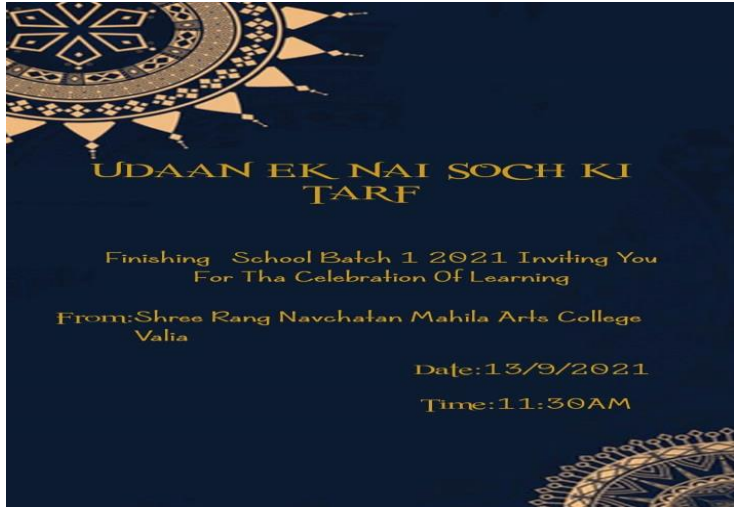 UDAAN EK NAI SOCH KI
TARF
Finishing School Batch 1 2021 Inviting You
For Tha Celebration Of Learning
From:Shree Rang Navchatan Mahila Arts College
Valia
Date:13/9/2021
Time:11:30AM